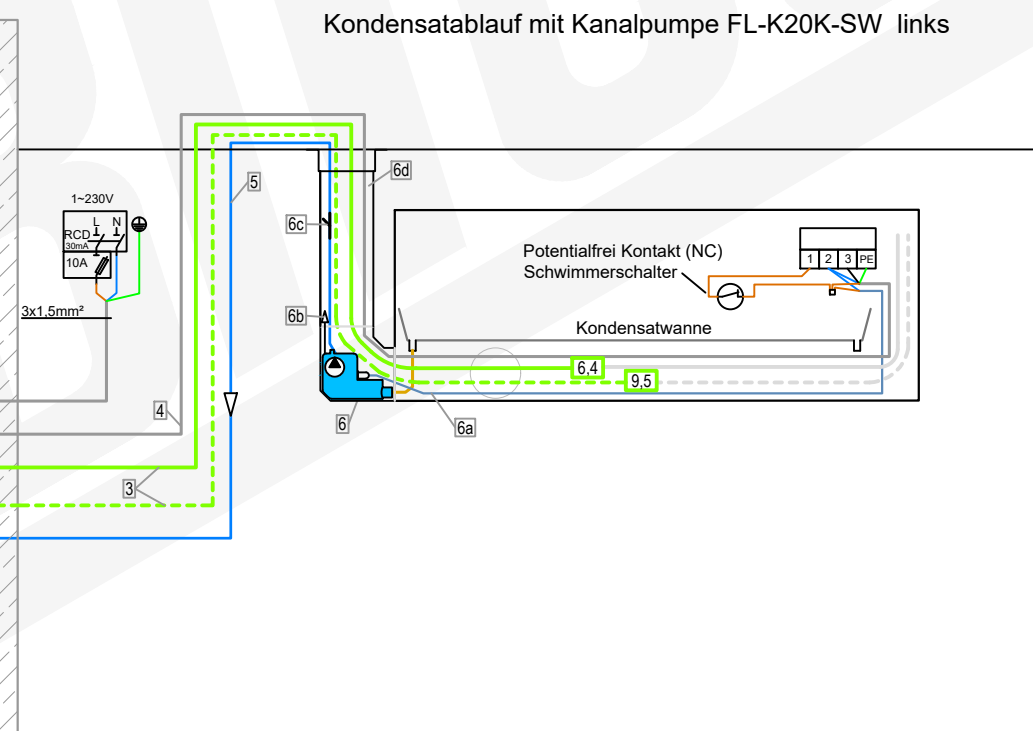 Kondensatablauf mit Kanalpumpe FL-K20K-SW links
6d
5
1~230V
6c
L N
RCD
30mA
10A
Potentialfrei Kontakt (NC)
Schwimmerschalter
1 2 3 PE
3x1,5mm²
6b
Kondensatwanne
6,4
9,5
4
6
6a
3